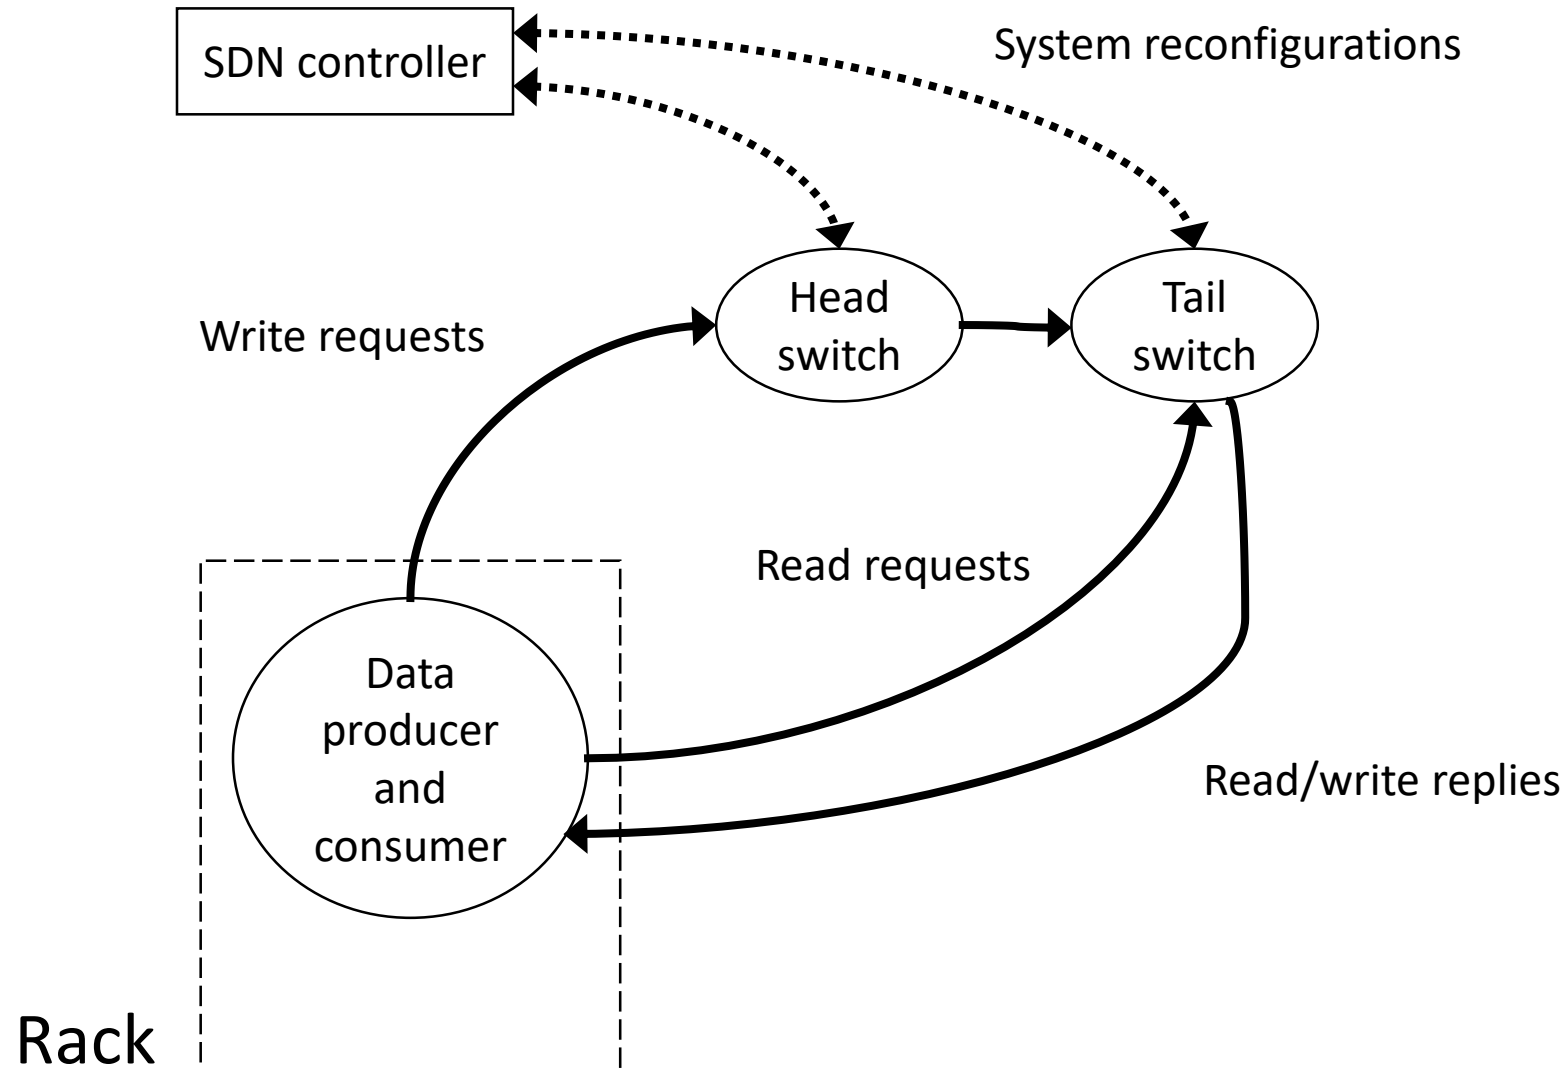 SDN controller
System reconfigurations
Head
switch
Tail
switch
Write requests
Read requests
Data
producer
and
consumer
Read/write replies
Rack